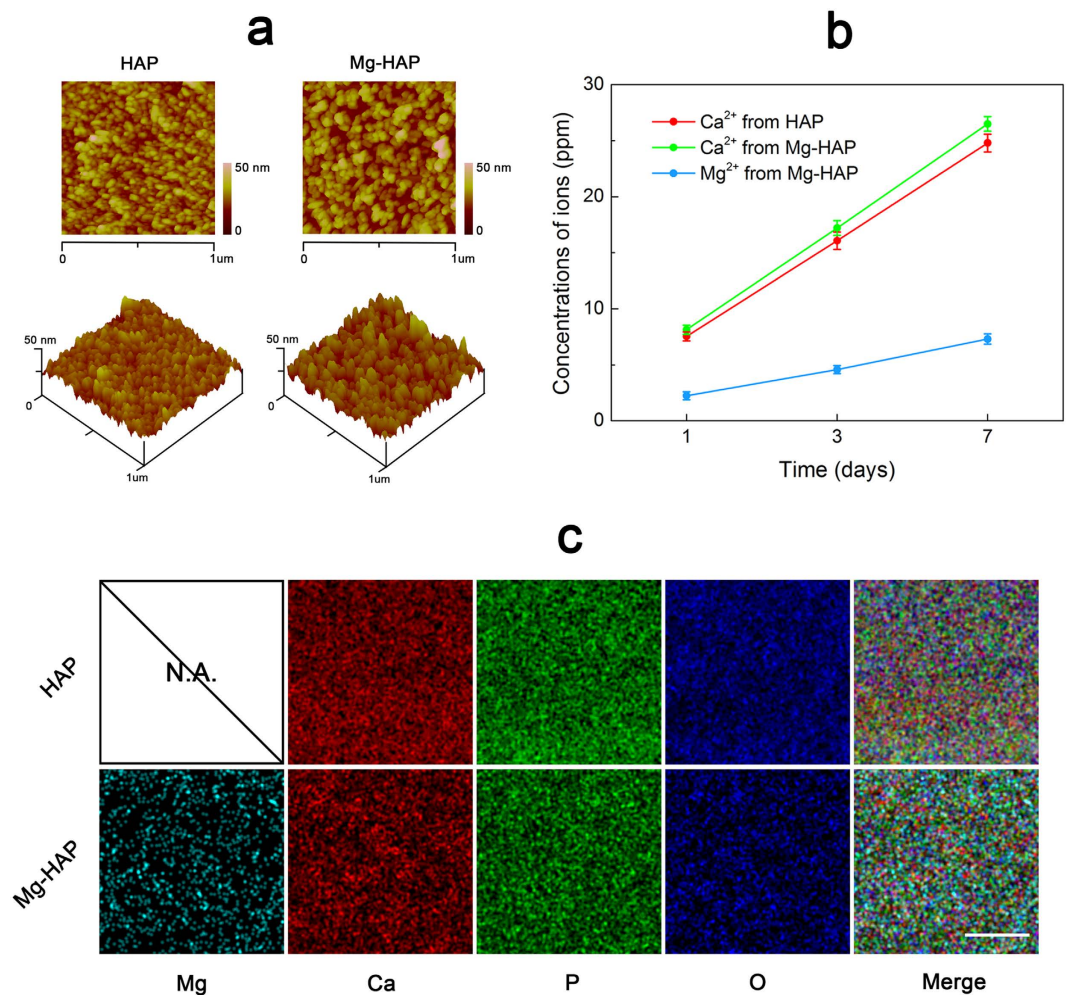 a
HAP
Mg-HAP
50 nm
0
50 nm
0
0
1um
0
1um
50 nm
0
1um
50 nm
0
1um
b
30
20
10
0
Concentrations of ions (ppm)
Ca²⁺ from HAP
Ca²⁺ from Mg-HAP
Mg²⁺ from Mg-HAP
1
3
7
Time (days)
c
HAP
N.A.
Mg-HAP
Mg
Ca
P
O
Merge